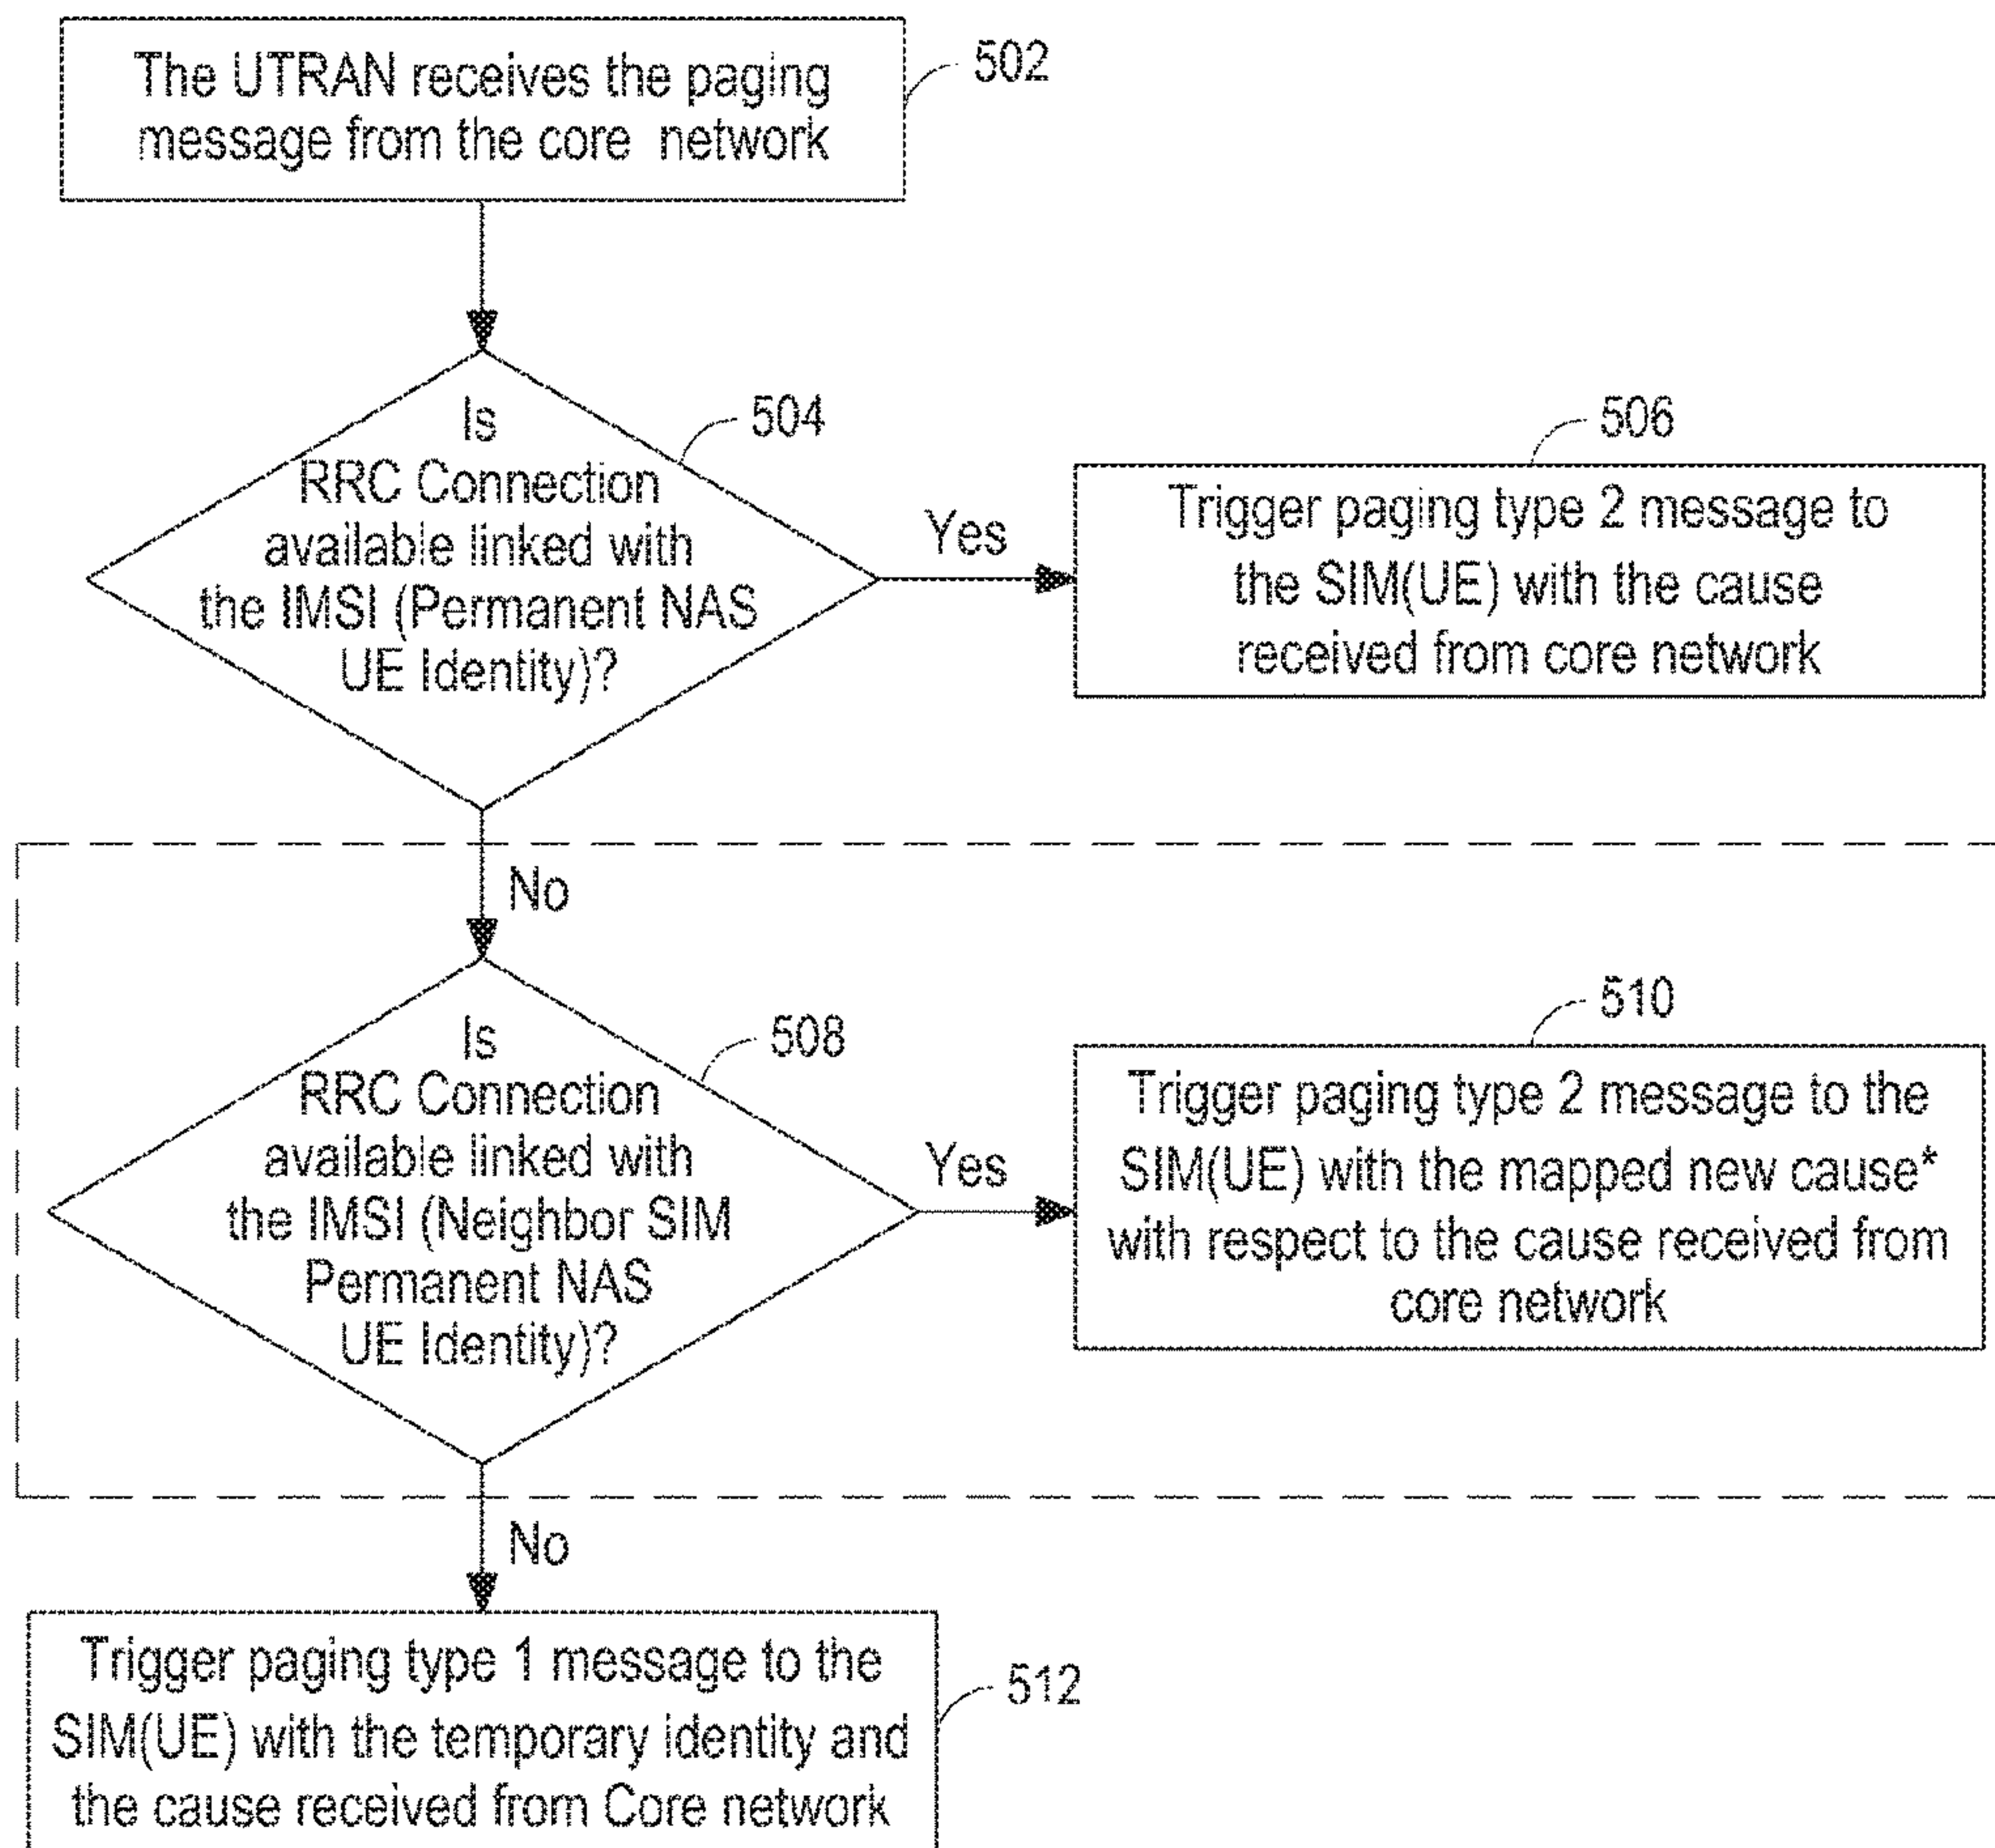 The UTRAN receives the paging
message from the core network
502
Is
RRC Connection
available linked with
the IMSI (Permanent NAS
UE Identity)?
504
Yes
506
Trigger paging type 2 message to
the SIM(UE) with the cause
received from core network
No
Is
RRC Connection
available linked with
the IMSI (Neighbor SIM
Permanent NAS
UE Identity)?
508
Yes
510
Trigger paging type 2 message to the
SIM(UE) with the mapped new cause*
with respect to the cause received from
core network
No
Trigger paging type 1 message to the
SIM(UE) with the temporary identity and
the cause received from Core network
512